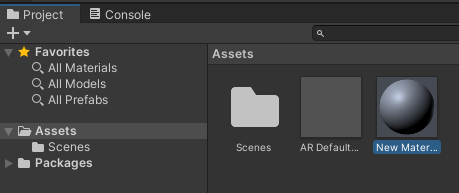 Project
Console
Favorites
All Materials
All Models
All Prefabs
Assets
Scenes
Packages
Assets
Scenes
AR Default...
New Mater...